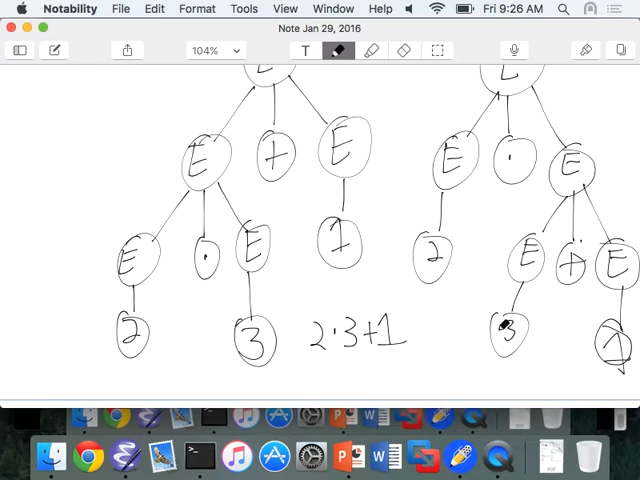 Notability File Edit Format Tools View Window Help Fri 9:26 AM
Note Jan 29, 2016
104% T
E E
E + E E · E
E · E 1 2 E + E
2 3 2·3+1 3 1